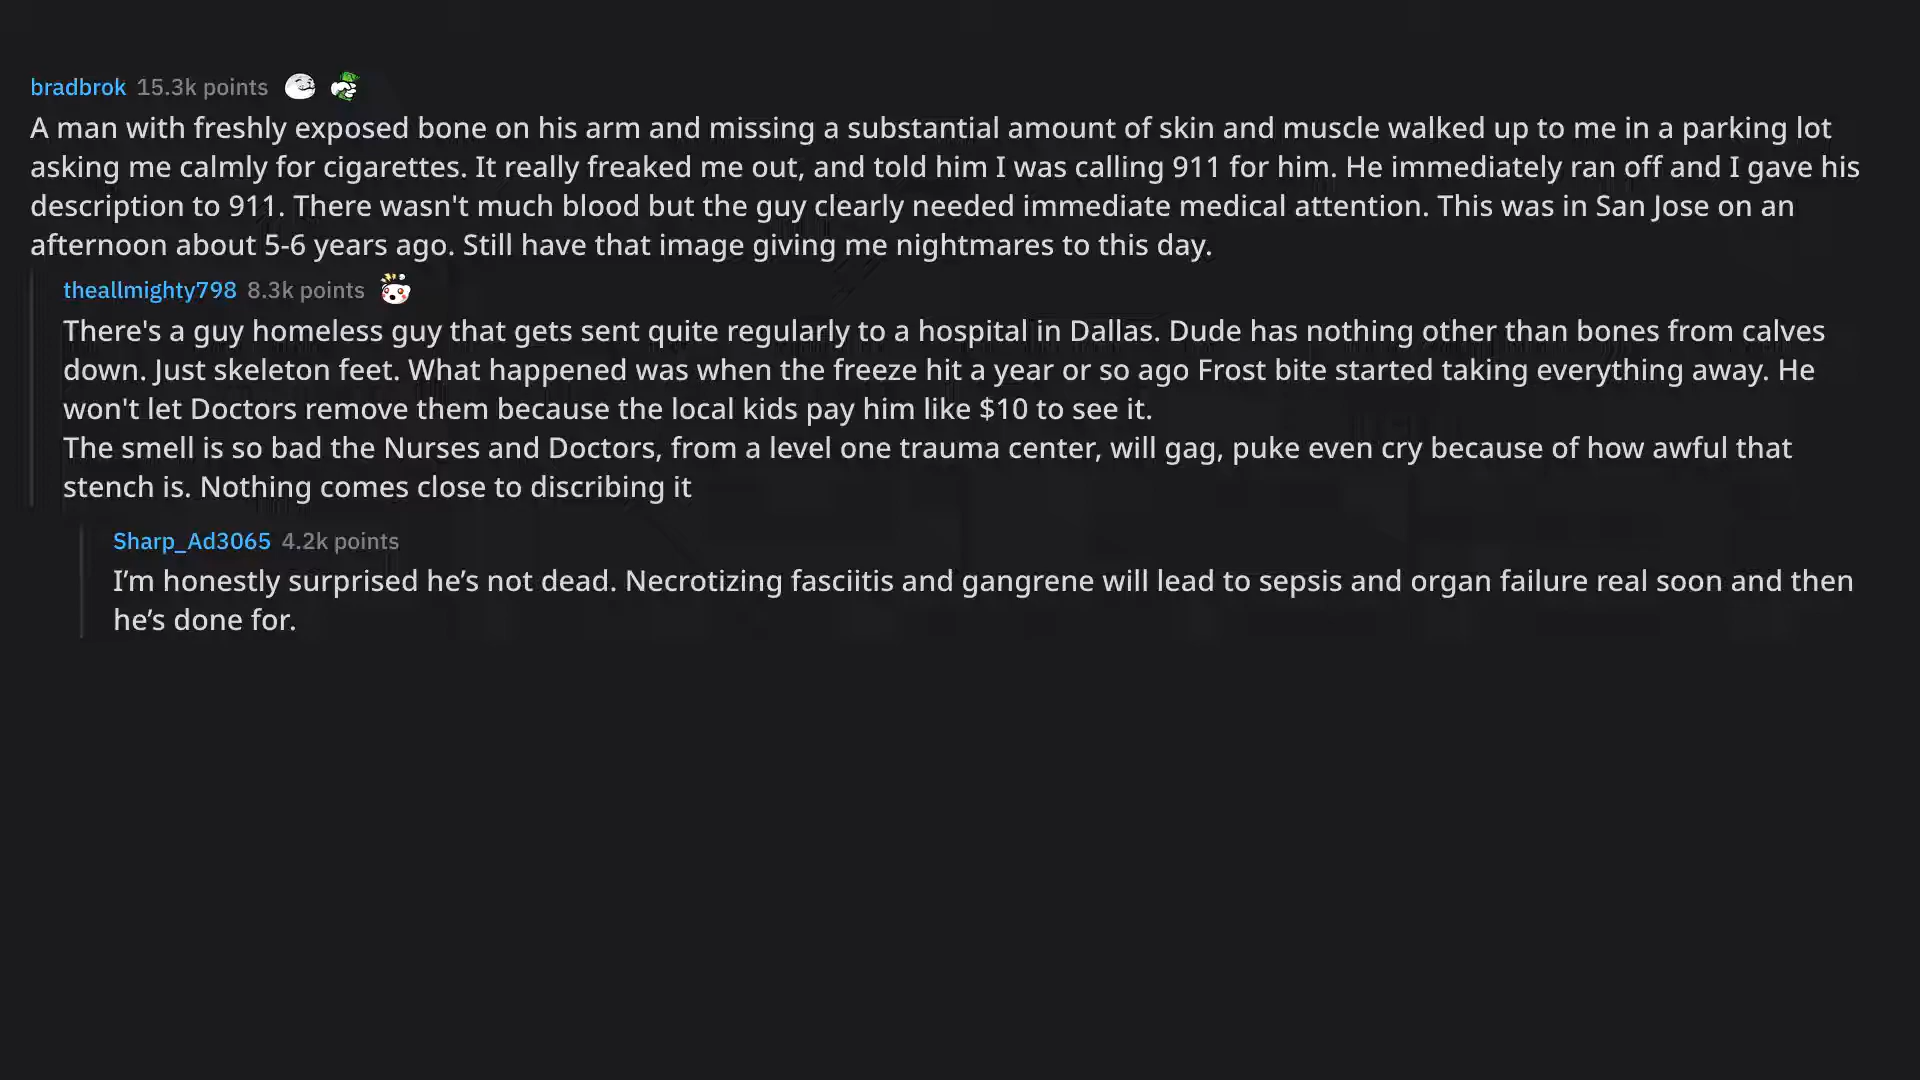 bradbrok 15.3k points
A man with freshly exposed bone on his arm and missing a substantial amount of skin and muscle walked up to me in a parking lot
asking me calmly for cigarettes. It really freaked me out, and told him I was calling 911 for him. He immediately ran off and I gave his
description to 911. There wasn't much blood but the guy clearly needed immediate medical attention. This was in San Jose on an
afternoon about 5-6 years ago. Still have that image giving me nightmares to this day.
theallmighty798 8.3k points
There's a guy homeless guy that gets sent quite regularly to a hospital in Dallas. Dude has nothing other than bones from calves
down. Just skeleton feet. What happened was when the freeze hit a year or so ago Frost bite started taking everything away. He
won't let Doctors remove them because the local kids pay him like $10 to see it.
The smell is so bad the Nurses and Doctors, from a level one trauma center, will gag, puke even cry because of how awful that
stench is. Nothing comes close to discribing it
Sharp_Ad3065 4.2k points
I’m honestly surprised he’s not dead. Necrotizing fasciitis and gangrene will lead to sepsis and organ failure real soon and then
he’s done for.